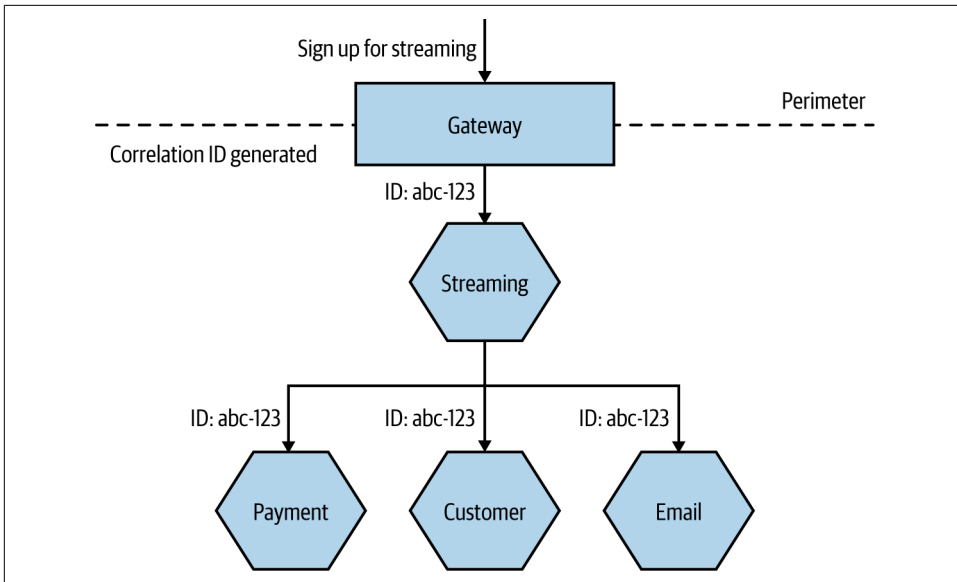 Sign up for streaming
Gateway
Perimeter
Correlation ID generated
ID: abc-123
Streaming
ID: abc-123
ID: abc-123
ID: abc-123
Payment
Customer
Email